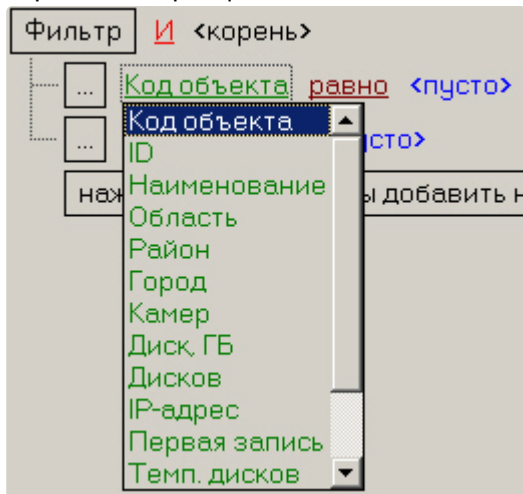 Фильтр И <корень>
... Код объекта равно <пусто>
Код объекта
... сто>
ID
Наименование
наж ы добавить н
Область
Район
Город
Камер
Диск, ГБ
Дисков
IP-адрес
Первая запись
Темп. дисков